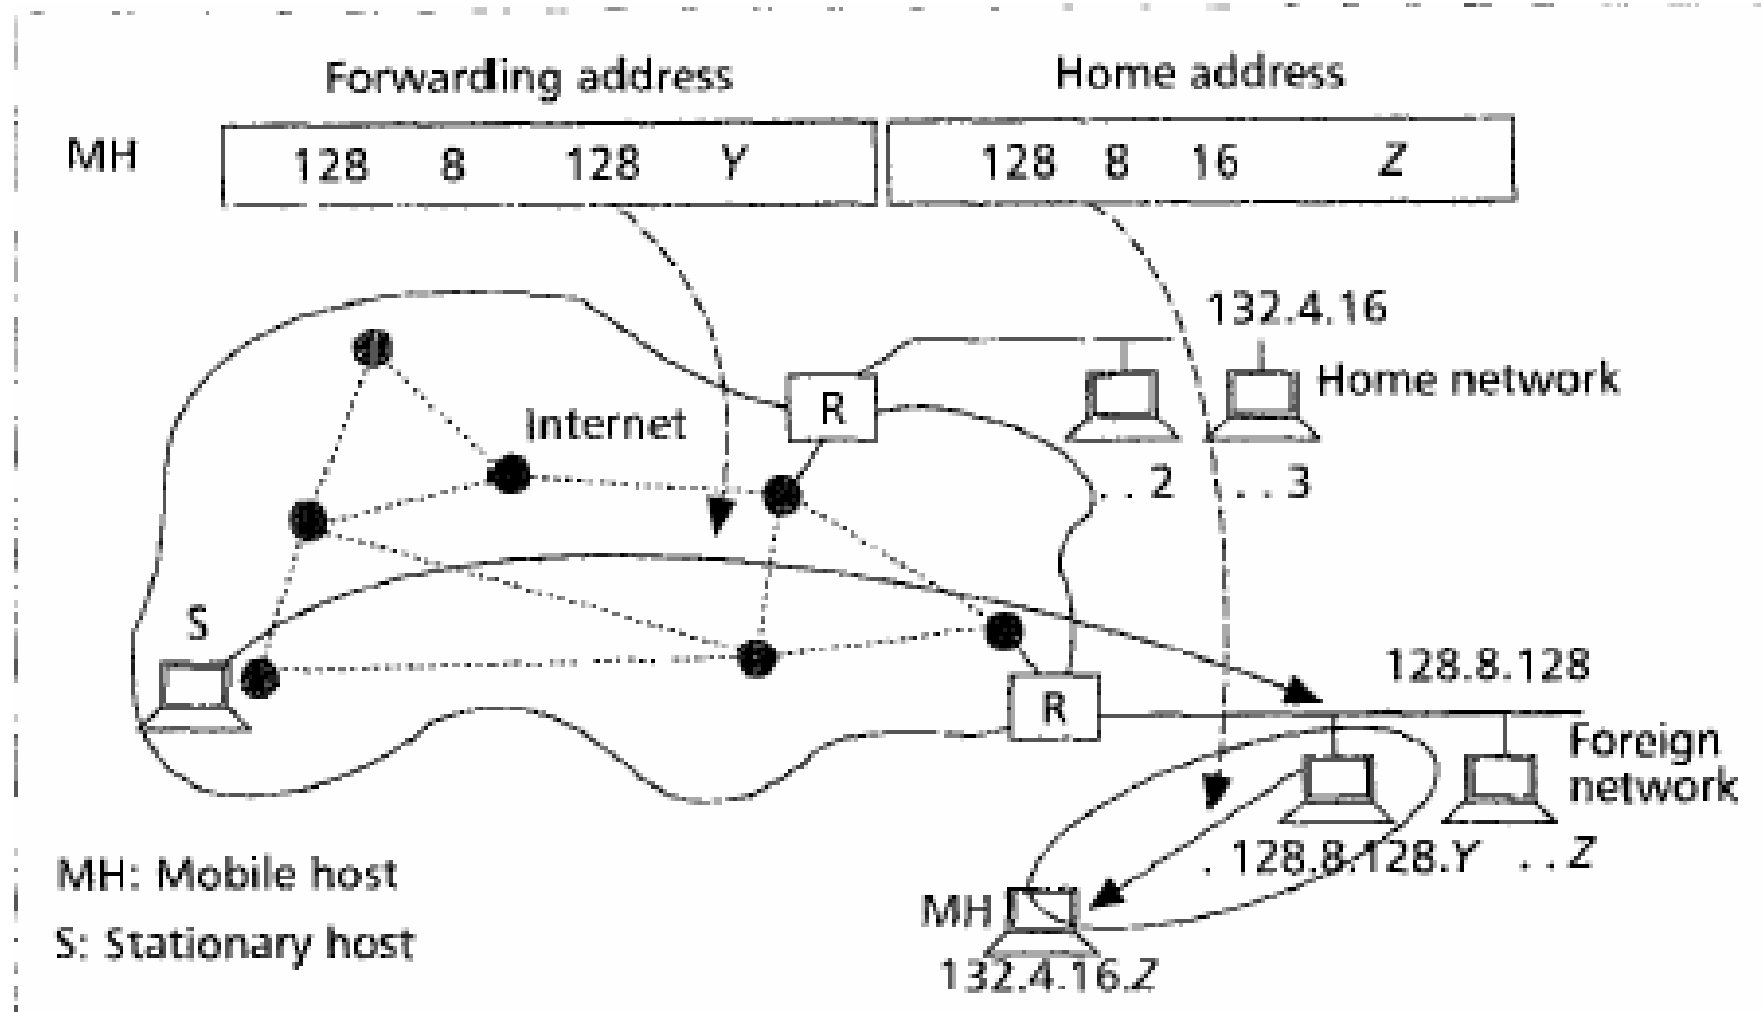 Forwarding address
Home address
MH
128 8 128 Y
128 8 16 Z
132.4.16
Home network
R
Internet
. . 2
. . 3
S
128.8.128
R
Foreign
network
. 128.8.128.Y
. . Z
MH: Mobile host
MH
S: Stationary host
132.4.16.Z